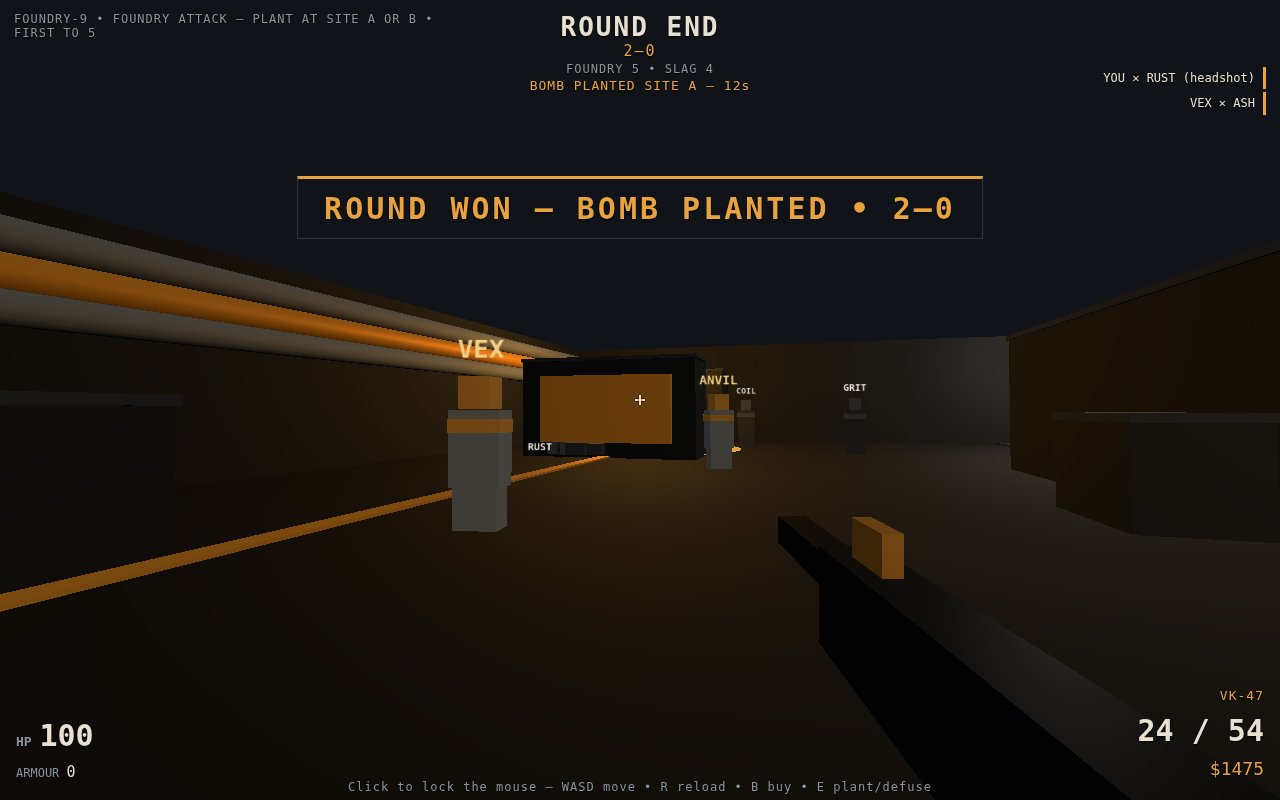 FOUNDRY-9 • FOUNDRY ATTACK — PLANT AT SITE A OR B •
FIRST TO 5
ROUND END
2–0
FOUNDRY 5 • SLAG 4
BOMB PLANTED SITE A — 12s
YOU × RUST (headshot)
VEX × ASH
ROUND WON — BOMB PLANTED • 2–0
VEX
ANVIL
COIL
GRIT
RUST
VK-47
HP 100
24 / 54
ARMOUR 0
$1475
Click to lock the mouse — WASD move • R reload • B buy • E plant/defuse